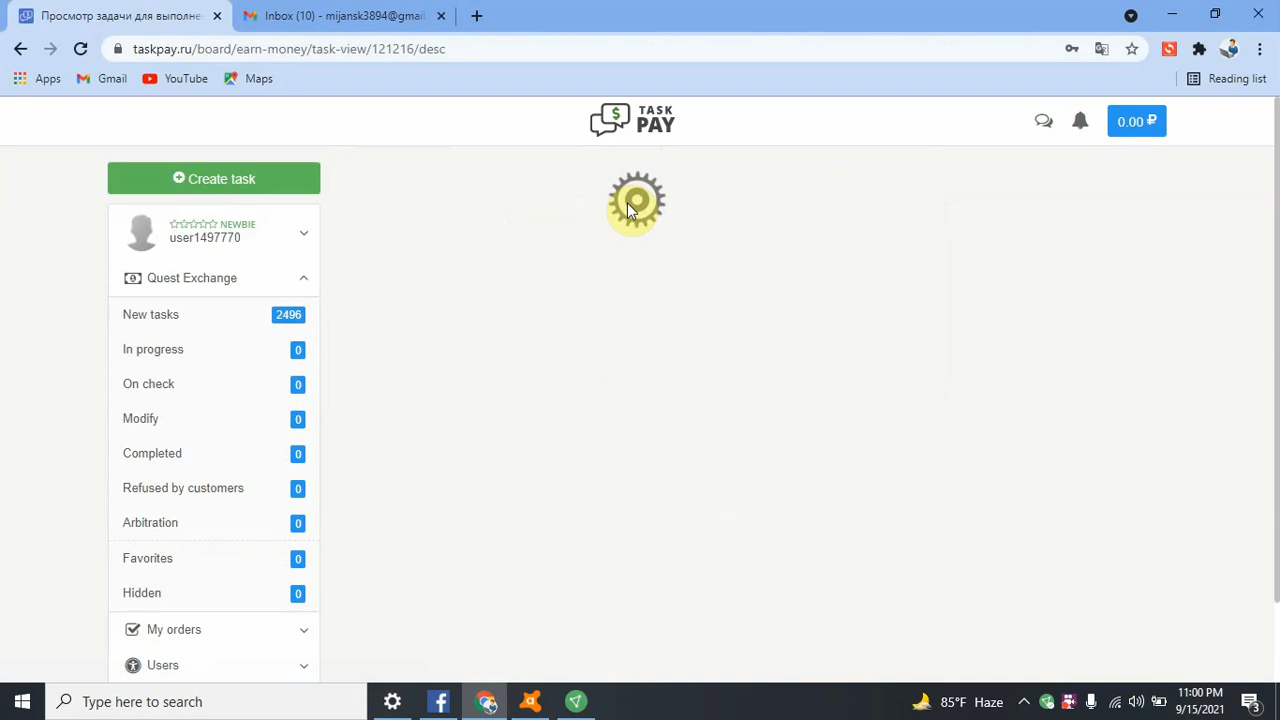 Просмотр задачи для выполне
Inbox (10) - mijansk3894@gmail
taskpay.ru/board/earn-money/task-view/121216/desc
Apps
Gmail
YouTube
Maps
Reading list
$
TASK
PAY
0.00 ₽
Create task
NEWBIE
user1497770
Quest Exchange
New tasks 2496
In progress 0
On check 0
Modify 0
Completed 0
Refused by customers 0
Arbitration 0
Favorites 0
Hidden 0
My orders
Users
Type here to search
85°F Haze
11:00 PM
9/15/2021
3